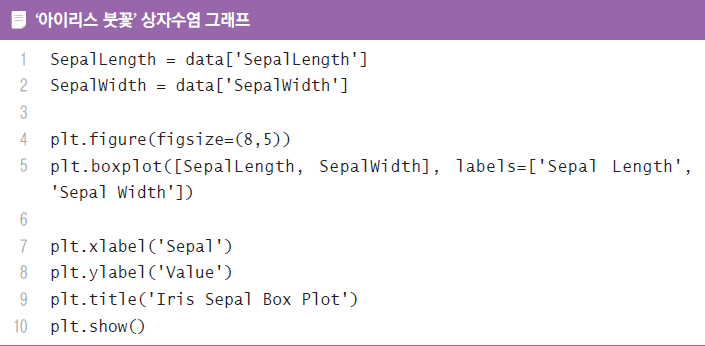 ‘아이리스 붓꽃’ 상자수염 그래프
1 SepalLength = data['SepalLength']
2 SepalWidth = data['SepalWidth']
3
4 plt.figure(figsize=(8,5))
5 plt.boxplot([SepalLength, SepalWidth], labels=['Sepal Length',
'Sepal Width'])
6
7 plt.xlabel('Sepal')
8 plt.ylabel('Value')
9 plt.title('Iris Sepal Box Plot')
10 plt.show()